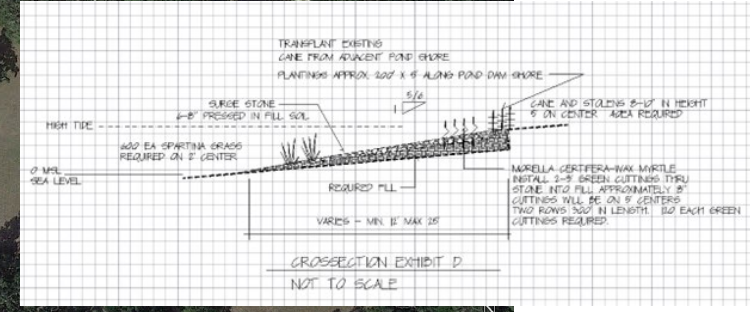 TRANSPLANT EXISTING
CANE FROM ADJACENT POND SHORE
PLANTINGS APPROX. 200' X 5' ALONG POND DAM SHORE
5/6
1
SURGE STONE
6-8" PRESSED IN FILL SOIL
CANE AND STOLENS 8-10" IN HEIGHT
5' ON CENTER REQUIRED
HIGH TIDE
600 EA SPARTINA GRASS
REQUIRED ON 2' CENTER
0 MSL
SEA LEVEL
REQUIRED FILL
MORELLA CERTIFERA-WAX MYRTLE
INSTALL 2-3' GREEN CUTTINGS THRU
STONE INTO FILL APPROXIMATELY 8"
CUTTINGS WILL BE ON 5' CENTERS
TWO ROWS 300' IN LENGTH. 120 EACH GREEN
CUTTINGS REQUIRED.
VARIES - MIN. 12' MAX 25'
CROSSECTION EXHIBIT D
NOT TO SCALE